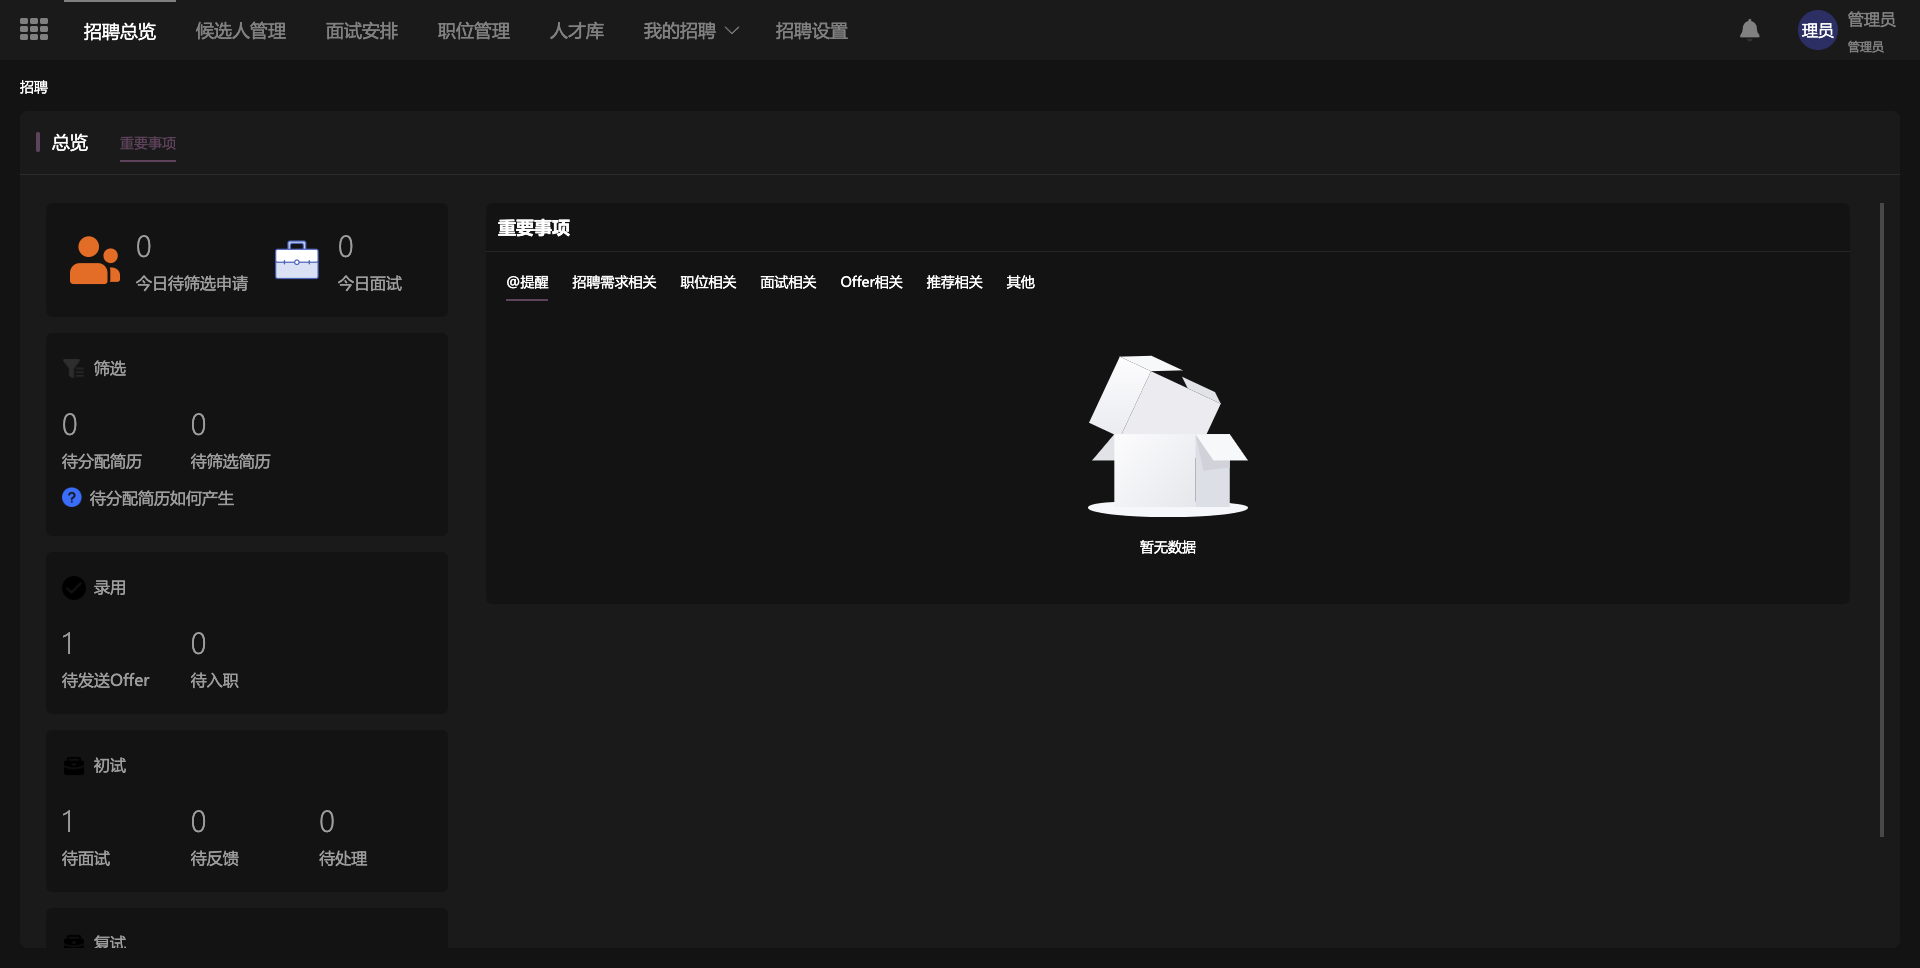 招聘总览 候选人管理 面试安排 职位管理 人才库 我的招聘 招聘设置
理员 管理员
管理员
招聘
总览 重要事项
0
今日待筛选申请
0
今日面试
筛选
0 0
待分配简历 待筛选简历
? 待分配简历如何产生
录用
1 0
待发送Offer 待入职
初试
1 0 0
待面试 待反馈 待处理
复试
重要事项
@提醒 招聘需求相关 职位相关 面试相关 Offer相关 推荐相关 其他
暂无数据